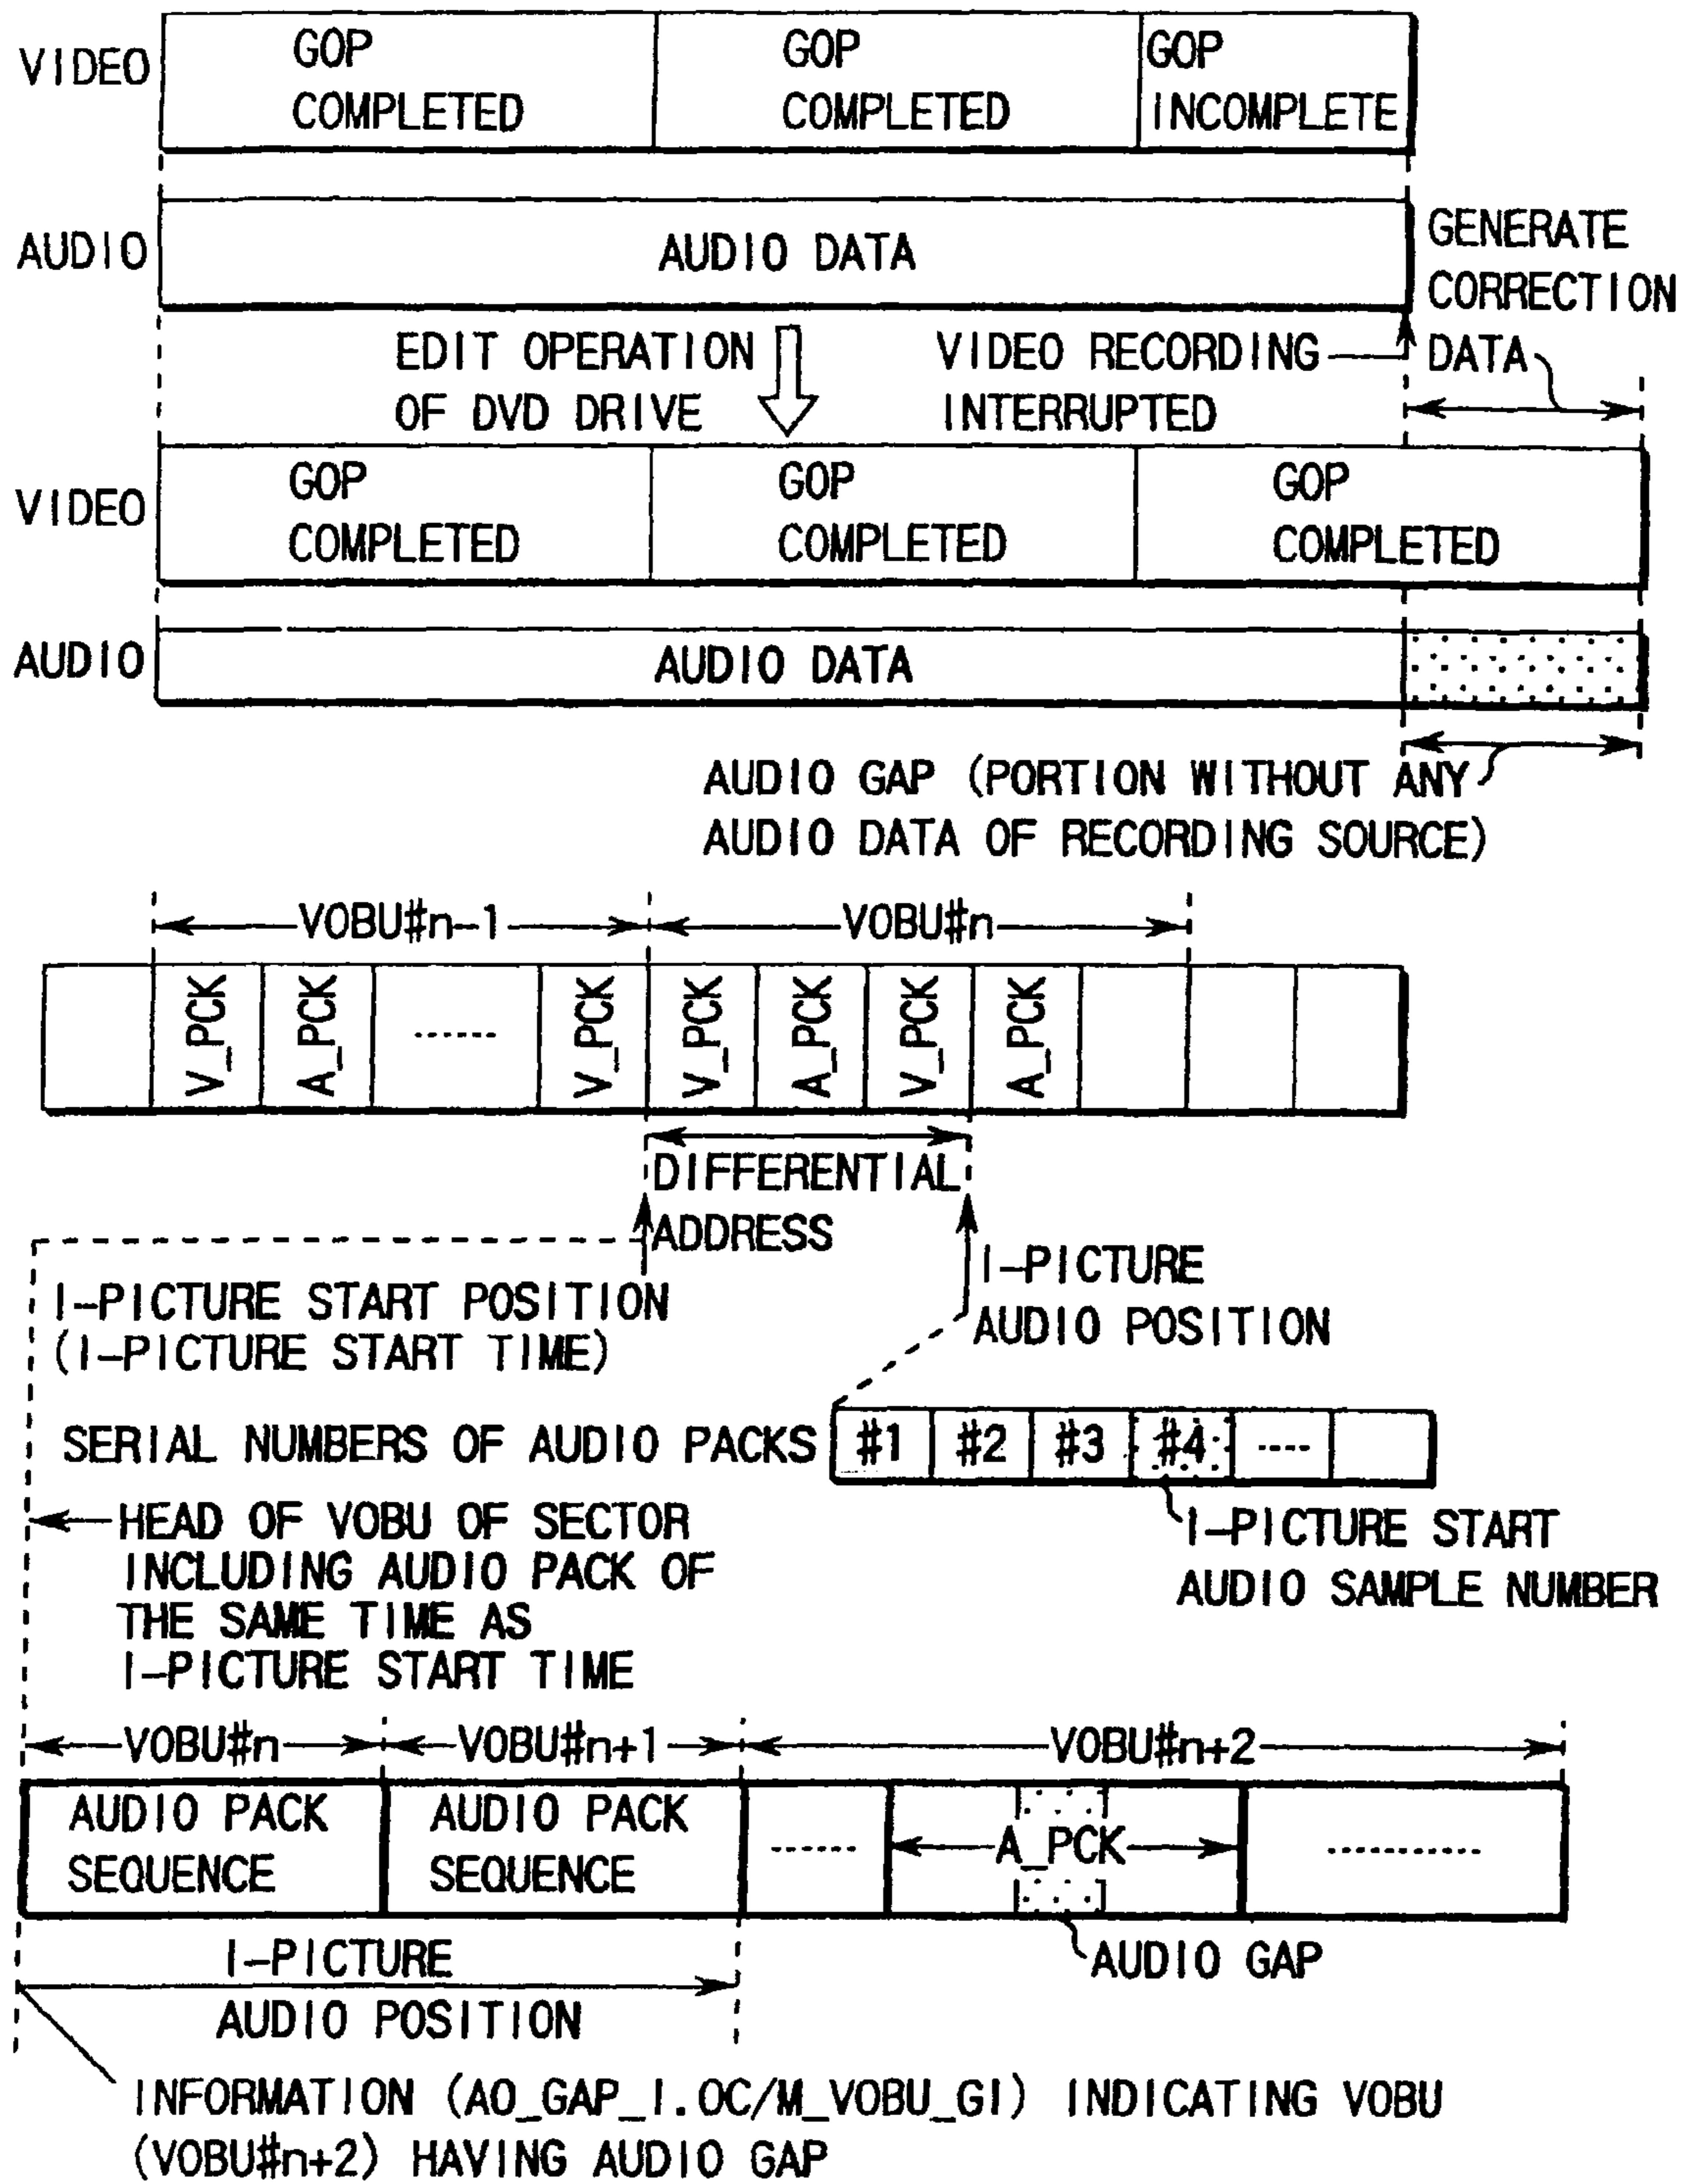 VIDEO
GOP COMPLETED
GOP COMPLETED
GOP INCOMPLETE
AUDIO
AUDIO DATA
GENERATE
CORRECTION
DATA
EDIT OPERATION
OF DVD DRIVE
VIDEO RECORDING
INTERRUPTED
VIDEO
GOP COMPLETED
GOP COMPLETED
GOP COMPLETED
AUDIO
AUDIO DATA
AUDIO GAP (PORTION WITHOUT ANY
AUDIO DATA OF RECORDING SOURCE)
VOBU#n-1
VOBU#n
V_PCK
A_PCK
------
V_PCK
V_PCK
A_PCK
V_PCK
A_PCK
DIFFERENTIAL
ADDRESS
I-PICTURE START POSITION
(I-PICTURE START TIME)
I-PICTURE
AUDIO POSITION
SERIAL NUMBERS OF AUDIO PACKS
#1 #2 #3 #4 ----
I-PICTURE START
AUDIO SAMPLE NUMBER
HEAD OF VOBU OF SECTOR
INCLUDING AUDIO PACK OF
THE SAME TIME AS
I-PICTURE START TIME
VOBU#n
VOBU#n+1
VOBU#n+2
AUDIO PACK
SEQUENCE
AUDIO PACK
SEQUENCE
------
A_PCK
-----------
AUDIO GAP
I-PICTURE
AUDIO POSITION
INFORMATION (A0_GAP_I.OC/M_VOBU_GI) INDICATING VOBU
(VOBU#n+2) HAVING AUDIO GAP